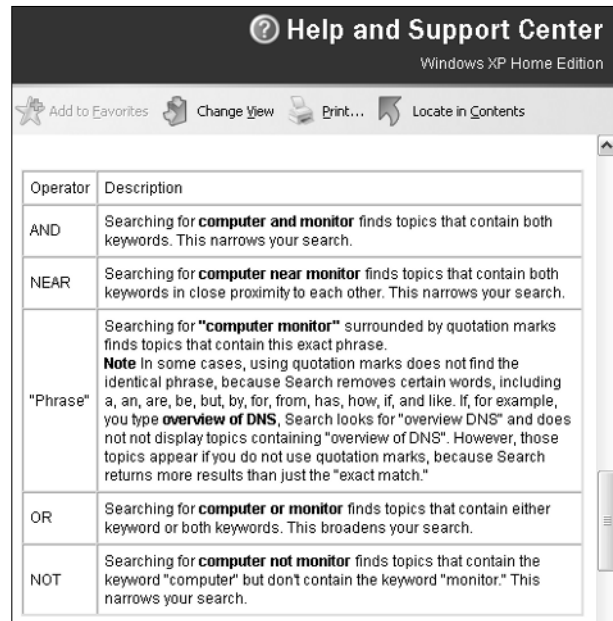 ? Help and Support Center
Windows XP Home Edition
Add to Favorites Change View Print... Locate in Contents
Operator Description
AND Searching for computer and monitor finds topics that contain both
keywords. This narrows your search.
NEAR Searching for computer near monitor finds topics that contain both
keywords in close proximity to each other. This narrows your search.
"Phrase" Searching for "computer monitor" surrounded by quotation marks
finds topics that contain this exact phrase.
Note In some cases, using quotation marks does not find the
identical phrase, because Search removes certain words, including
a, an, are, be, but, by, for, from, has, how, if, and like. If, for example,
you type overview of DNS, Search looks for "overview DNS" and does
not not display topics containing "overview of DNS". However, those
topics appear if you do not use quotation marks, because Search
returns more results than just the "exact match."
OR Searching for computer or monitor finds topics that contain either
keyword or both keywords. This broadens your search.
NOT Searching for computer not monitor finds topics that contain the
keyword "computer" but don't contain the keyword "monitor." This
narrows your search.